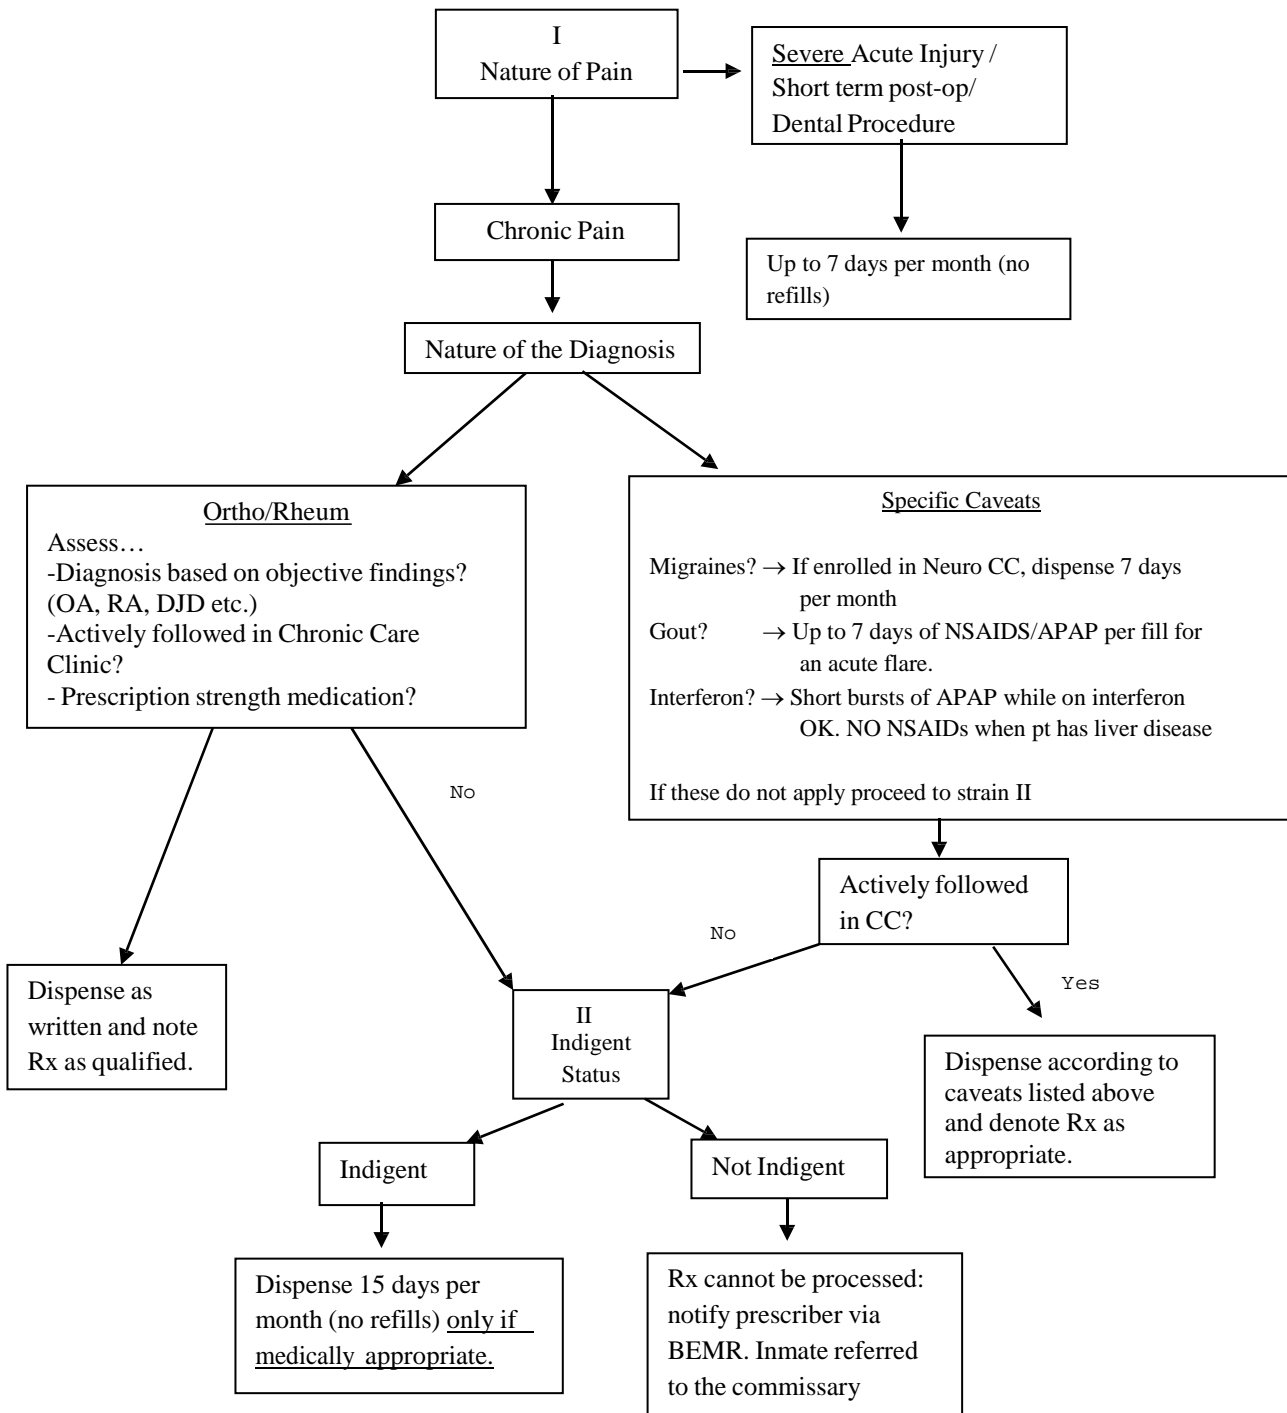 I
Nature of Pain
Severe Acute Injury /
Short term post-op/
Dental Procedure
Chronic Pain
Up to 7 days per month (no
refills)
Nature of the Diagnosis
Ortho/Rheum
Assess…
-Diagnosis based on objective findings?
(OA, RA, DJD etc.)
-Actively followed in Chronic Care
Clinic?
- Prescription strength medication?
Specific Caveats
Migraines? → If enrolled in Neuro CC, dispense 7 days
per month
Gout? → Up to 7 days of NSAIDS/APAP per fill for
an acute flare.
Interferon? → Short bursts of APAP while on interferon
OK. NO NSAIDs when pt has liver disease
If these do not apply proceed to strain II
No
Actively followed
in CC?
No
Yes
Dispense as
written and note
Rx as qualified.
II
Indigent
Status
Dispense according to
caveats listed above
and denote Rx as
appropriate.
Indigent
Not Indigent
Dispense 15 days per
month (no refills) only if
medically appropriate.
Rx cannot be processed:
notify prescriber via
BEMR. Inmate referred
to the commissary